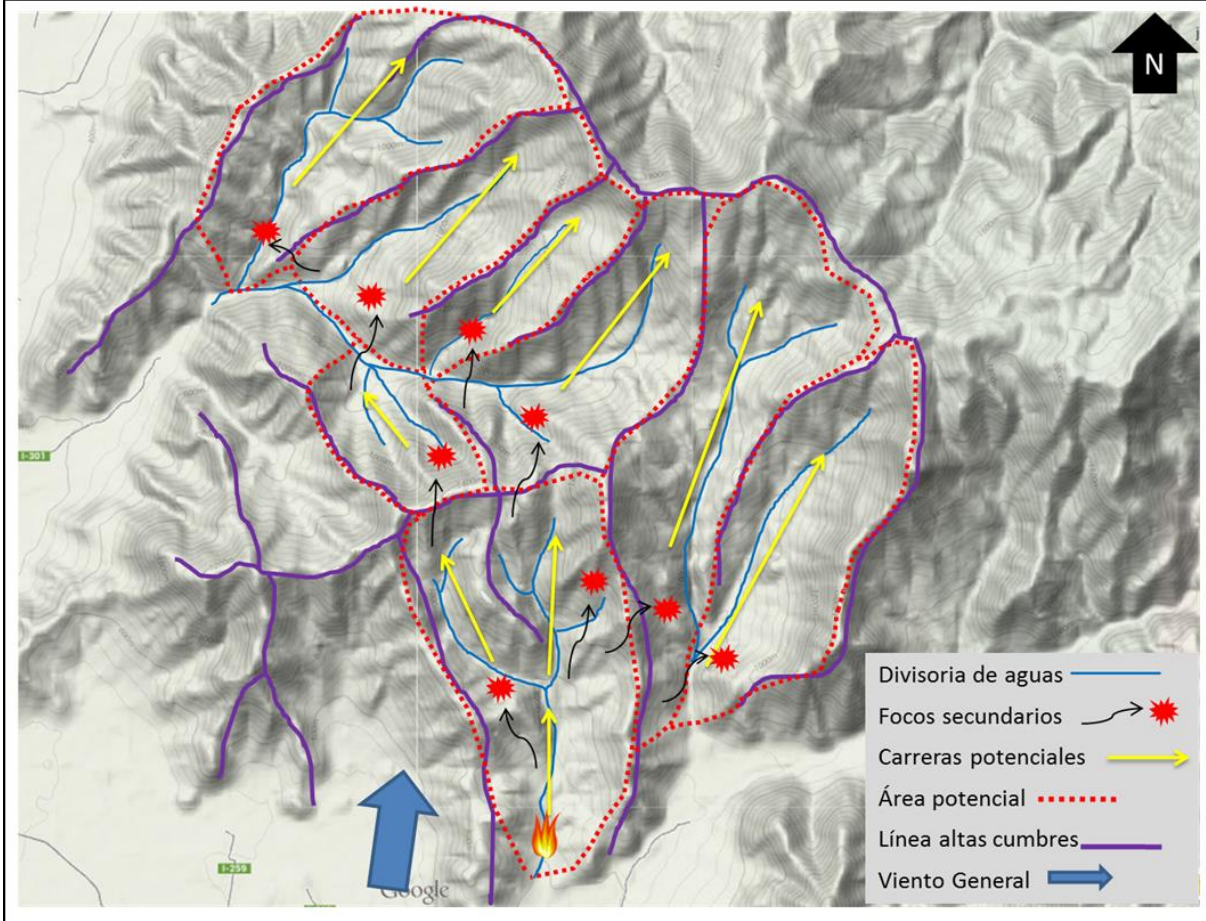 N
I-301
I-259
Google
Divisoria de aguas
Focos secundarios
Carreras potenciales
Área potencial
Línea altas cumbres
Viento General